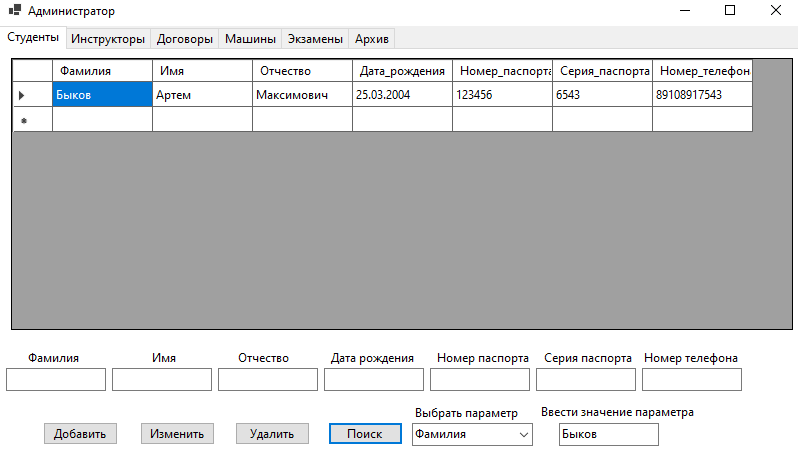 Администратор
Студенты Инструкторы Договоры Машины Экзамены Архив
Фамилия Имя Отчество Дата_рождения Номер_паспорта Серия_паспорта Номер_телефона
Быков Артем Максимович 25.03.2004 123456 6543 89108917543
Фамилия Имя Отчество Дата рождения Номер паспорта Серия паспорта Номер телефона
Выбрать параметр Ввести значение параметра
Добавить Изменить Удалить Поиск Фамилия Быков